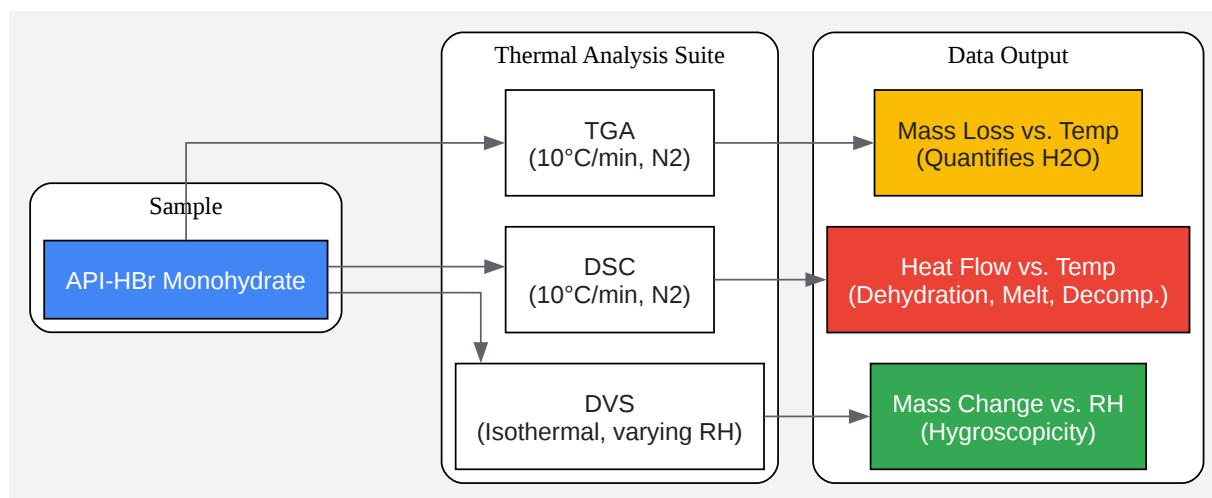 Sample
API-HBr Monohydrate
Thermal Analysis Suite
TGA
(10°C/min, N2)
DSC
(10°C/min, N2)
DVS
(Isothermal, varying RH)
Data Output
Mass Loss vs. Temp
(Quantifies H2O)
Heat Flow vs. Temp
(Dehydration, Melt, Decomp.)
Mass Change vs. RH
(Hygroscopicity)